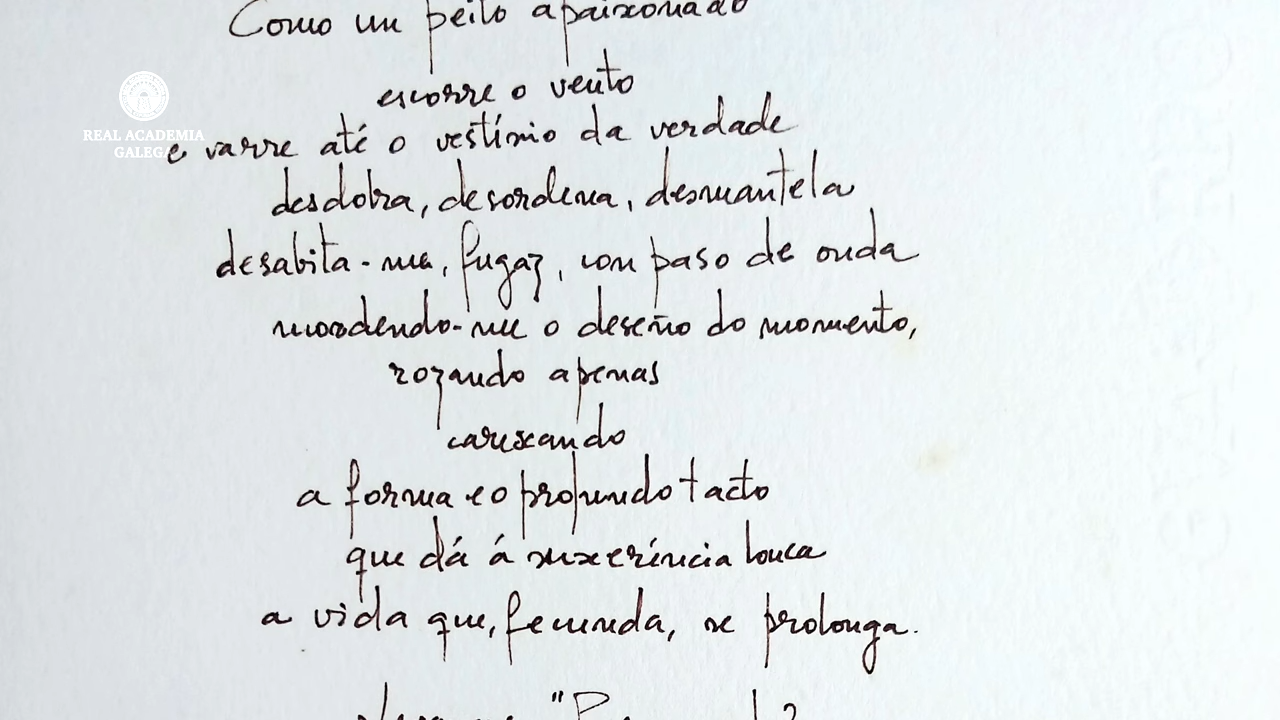 Como un peito apaixonado
escorre o vento
REAL ACADEMIA
GALEGA
e varre até o vestixio da verdade
desdobra, desordena, desmantela
desabita-me, fugaz, con paso de onda
mordendo-me o deseño do momento,
rozando apenas
carexando
a forma e o profundo tacto
que dá á suxerencia louca
a vida que, fecunda, se prolonga.